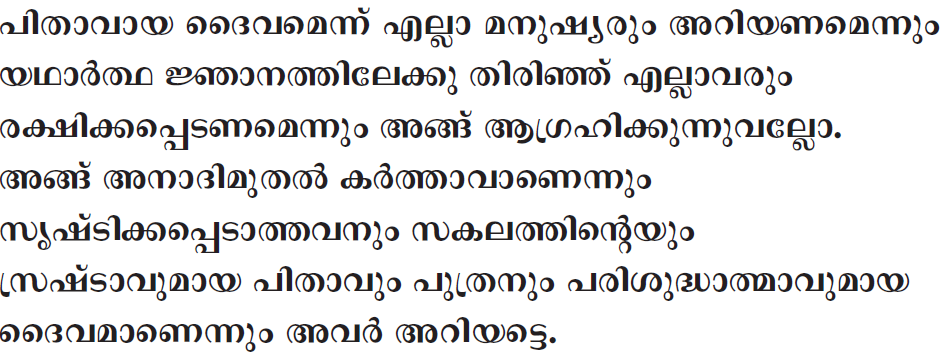 പിതാവായ ദൈവമെന്ന് എല്ലാ മനുഷ്യരും അറിയണമെന്നും
യഥാർത്ഥ ജ്ഞാനത്തിലേക്കു തിരിഞ്ഞ് എല്ലാവരും
രക്ഷിക്കപ്പെടണമെന്നും അങ്ങ് ആഗ്രഹിക്കുന്നുവല്ലോ.
അങ്ങ് അനാദിമുതൽ കർത്താവാണെന്നും
സൃഷ്ടിക്കപ്പെടാത്തവനും സകലത്തിന്റെയും
സ്രഷ്ടാവുമായ പിതാവും പുത്രനും പരിശുദ്ധാത്മാവുമായ
ദൈവമാണെന്നും അവർ അറിയട്ടെ.